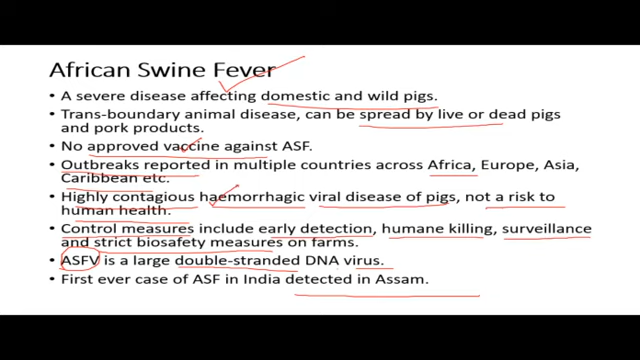 African Swine Fever
• A severe disease affecting domestic and wild pigs.
• Trans-boundary animal disease, can be spread by live or dead pigs
and pork products.
• No approved vaccine against ASF.
• Outbreaks reported in multiple countries across Africa, Europe, Asia,
Caribbean etc.
• Highly contagious haemorrhagic viral disease of pigs, not a risk to
human health.
• Control measures include early detection, humane killing, surveillance
and strict biosafety measures on farms.
• ASFV is a large double-stranded DNA virus.
• First ever case of ASF in India detected in Assam.